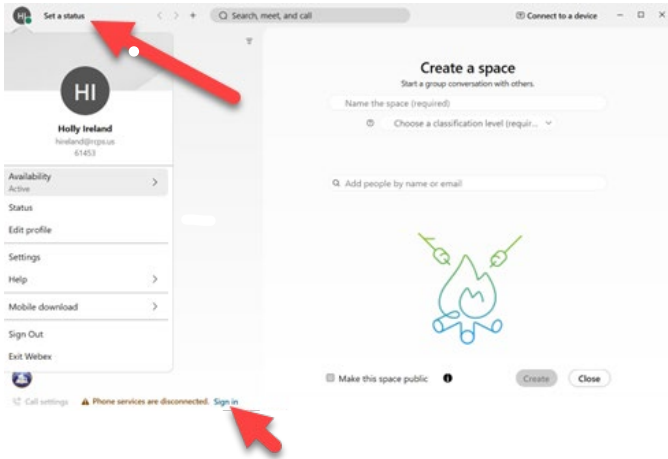 HI Set a status
Search, meet, and call
Connect to a device
HI
Holly Ireland
hireland@rcps.us
61453
Availability
Active
Status
Edit profile
Settings
Help
Mobile download
Sign Out
Exit Webex
Call settings
Phone services are disconnected. Sign in
Create a space
Start a group conversation with others.
Name the space (required)
Choose a classification level (requir...
Add people by name or email
Make this space public
Create
Close